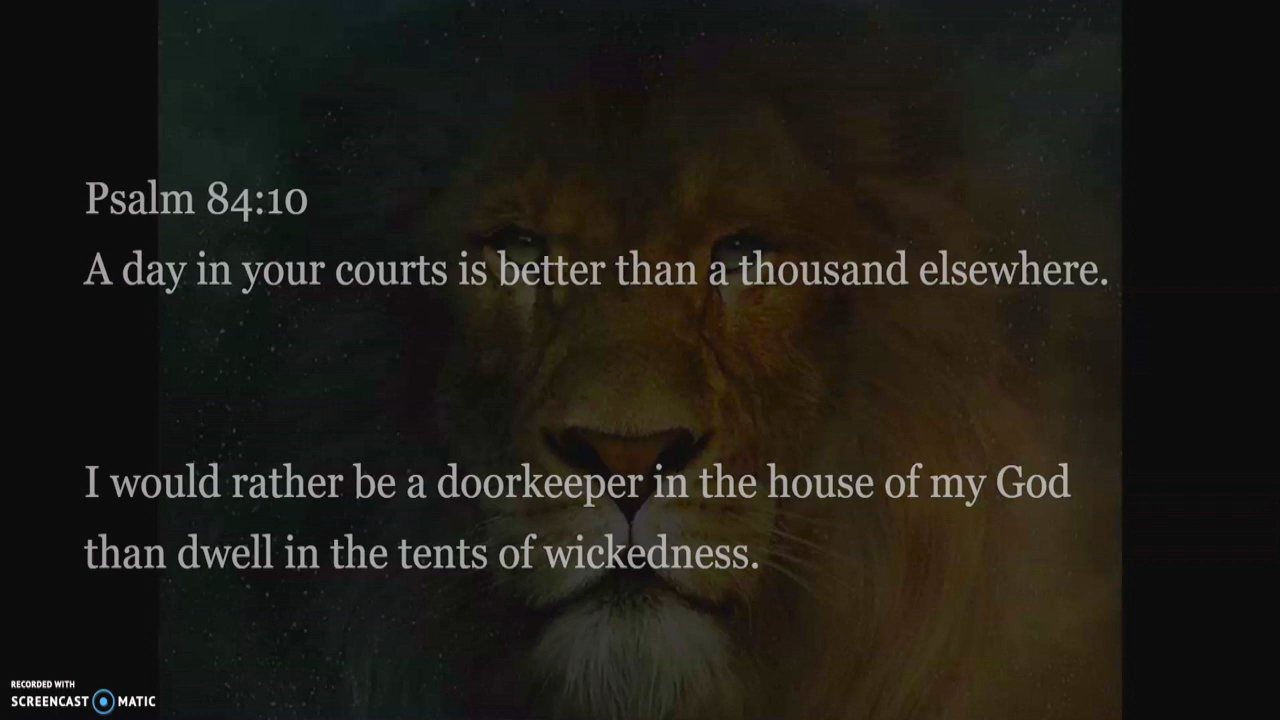 Psalm 84:10
A day in your courts is better than a thousand elsewhere.
I would rather be a doorkeeper in the house of my God
than dwell in the tents of wickedness.
RECORDED WITH
SCREENCAST MATIC